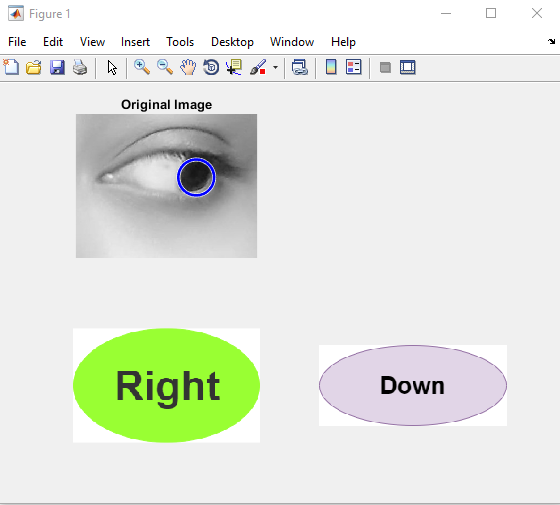 Figure 1
File Edit View Insert Tools Desktop Window Help
Original Image
Right
Down